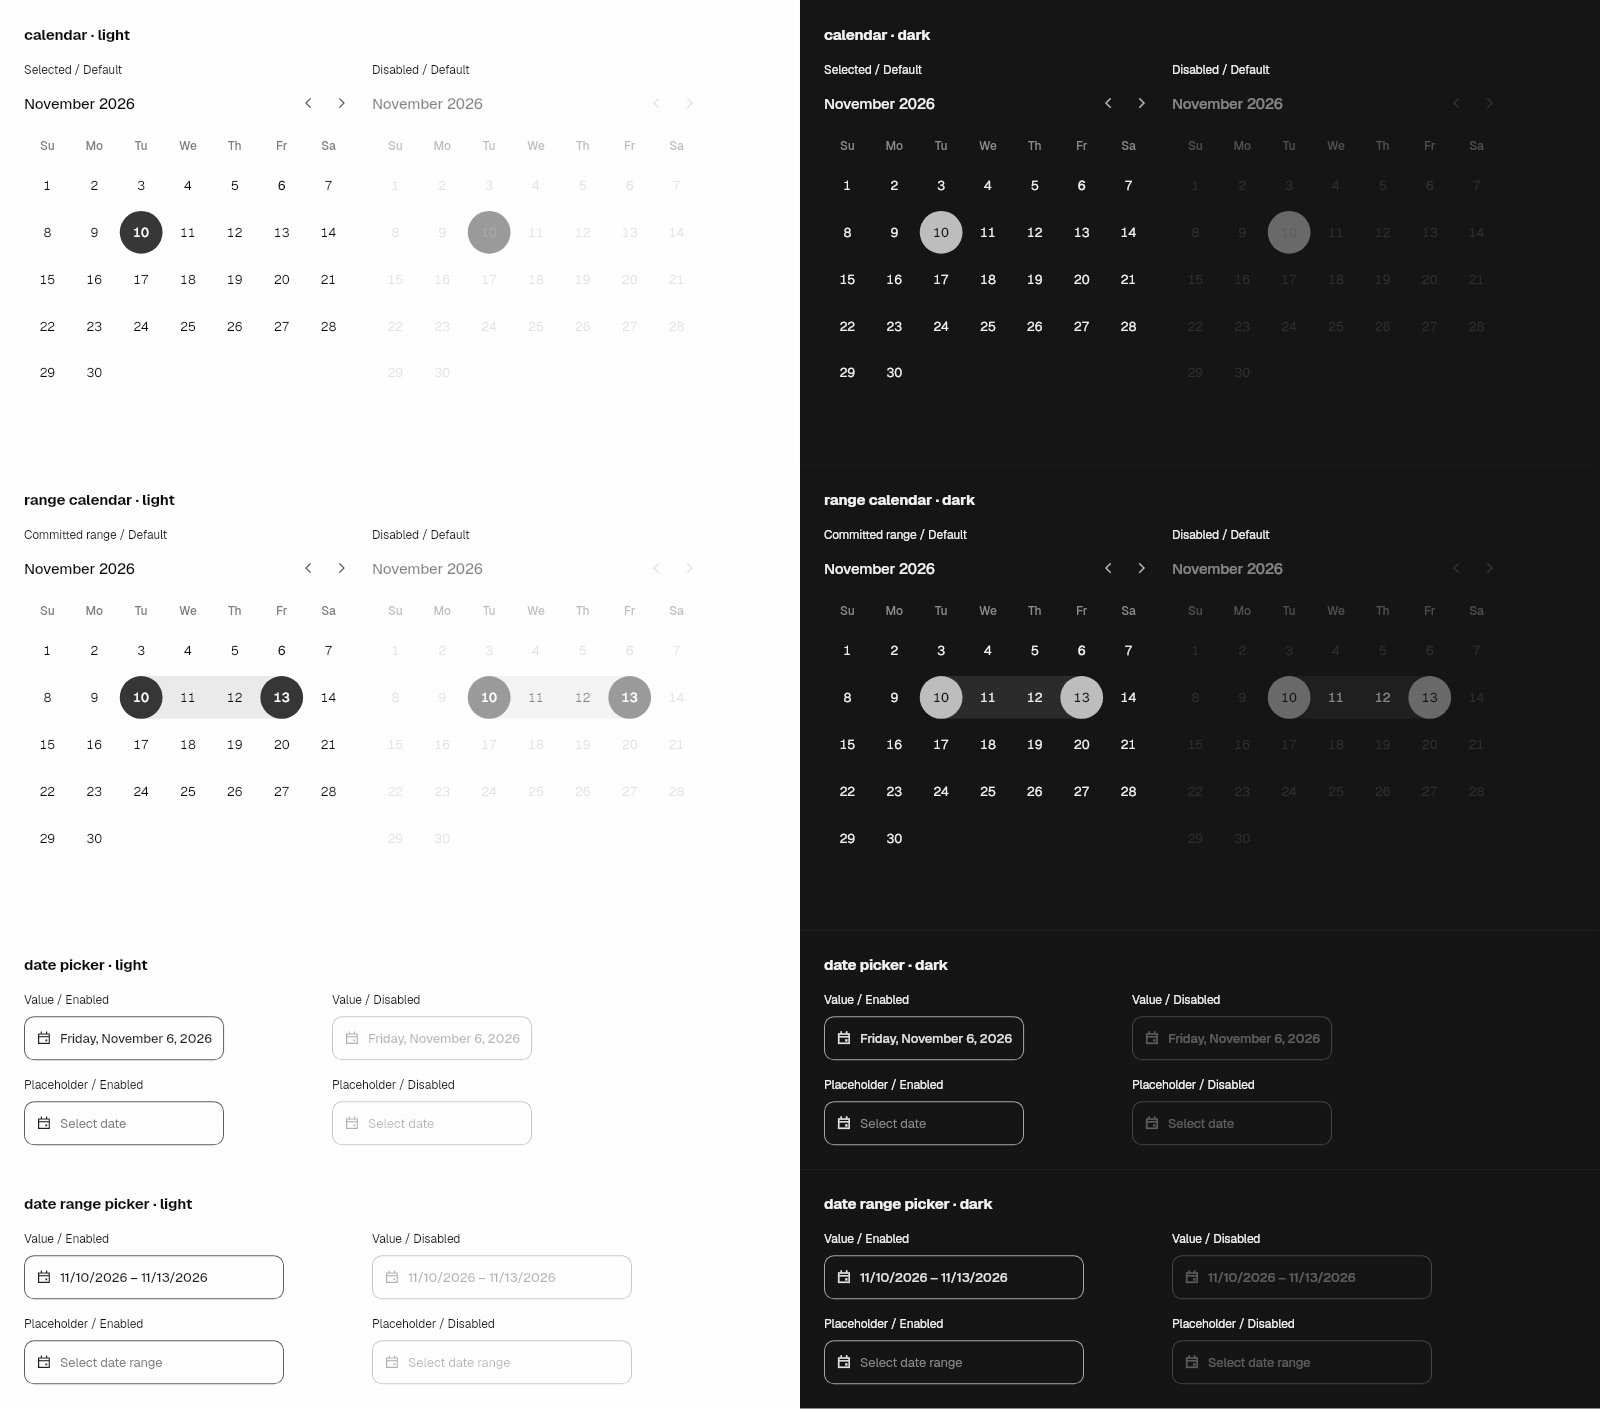 calendar · light
Selected / Default
November 2026
Su Mo Tu We Th Fr Sa
1 2 3 4 5 6 7
8 9 10 11 12 13 14
15 16 17 18 19 20 21
22 23 24 25 26 27 28
29 30
Disabled / Default
November 2026
Su Mo Tu We Th Fr Sa
1 2 3 4 5 6 7
8 9 10 11 12 13 14
15 16 17 18 19 20 21
22 23 24 25 26 27 28
29 30
calendar · dark
Selected / Default
November 2026
Su Mo Tu We Th Fr Sa
1 2 3 4 5 6 7
8 9 10 11 12 13 14
15 16 17 18 19 20 21
22 23 24 25 26 27 28
29 30
Disabled / Default
November 2026
Su Mo Tu We Th Fr Sa
1 2 3 4 5 6 7
8 9 10 11 12 13 14
15 16 17 18 19 20 21
22 23 24 25 26 27 28
29 30
range calendar · light
Committed range / Default
November 2026
Su Mo Tu We Th Fr Sa
1 2 3 4 5 6 7
8 9 10 11 12 13 14
15 16 17 18 19 20 21
22 23 24 25 26 27 28
29 30
Disabled / Default
November 2026
Su Mo Tu We Th Fr Sa
1 2 3 4 5 6 7
8 9 10 11 12 13 14
15 16 17 18 19 20 21
22 23 24 25 26 27 28
29 30
range calendar · dark
Committed range / Default
November 2026
Su Mo Tu We Th Fr Sa
1 2 3 4 5 6 7
8 9 10 11 12 13 14
15 16 17 18 19 20 21
22 23 24 25 26 27 28
29 30
Disabled / Default
November 2026
Su Mo Tu We Th Fr Sa
1 2 3 4 5 6 7
8 9 10 11 12 13 14
15 16 17 18 19 20 21
22 23 24 25 26 27 28
29 30
date picker · light
Value / Enabled
Friday, November 6, 2026
Value / Disabled
Friday, November 6, 2026
Placeholder / Enabled
Select date
Placeholder / Disabled
Select date
date picker · dark
Value / Enabled
Friday, November 6, 2026
Value / Disabled
Friday, November 6, 2026
Placeholder / Enabled
Select date
Placeholder / Disabled
Select date
date range picker · light
Value / Enabled
11/10/2026 – 11/13/2026
Value / Disabled
11/10/2026 – 11/13/2026
Placeholder / Enabled
Select date range
Placeholder / Disabled
Select date range
date range picker · dark
Value / Enabled
11/10/2026 – 11/13/2026
Value / Disabled
11/10/2026 – 11/13/2026
Placeholder / Enabled
Select date range
Placeholder / Disabled
Select date range